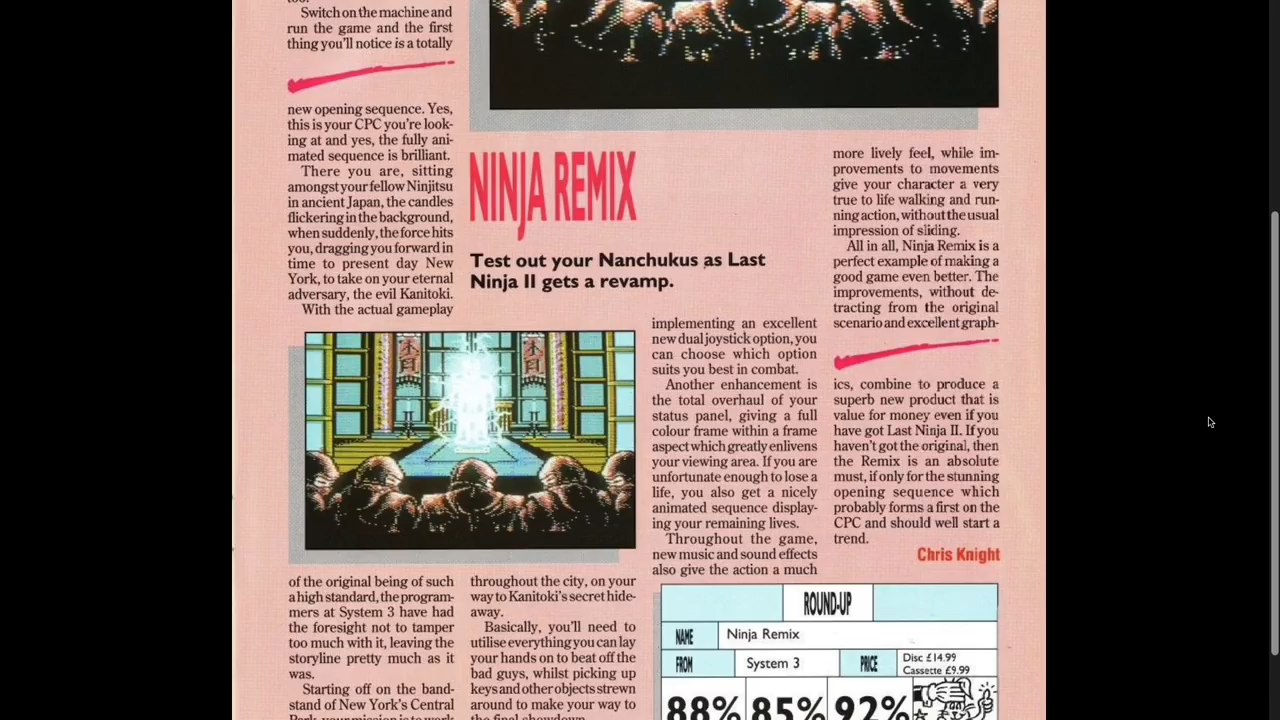 too.
Switch on the machine and
run the game and the first
thing you'll notice is a totally
new opening sequence. Yes,
this is your CPC you're look-
ing at and yes, the fully ani-
mated sequence is brilliant.
There you are, sitting
amongst your fellow Ninjitsu
in ancient Japan, the candles
flickering in the background,
when suddenly, the force hits
you, dragging you forward in
time to present day New
York, to take on your eternal
adversary, the evil Kanitoki.
With the actual gameplay
NINJA REMIX
Test out your Nanchukus as Last
Ninja II gets a revamp.
of the original being of such
a high standard, the program-
mers at System 3 have had
the foresight not to tamper
too much with it, leaving the
storyline pretty much as it
was.
Starting off on the band-
stand of New York's Central
Park, your mission is to work
throughout the city, on your
way to Kanitoki's secret hide-
away.
Basically, you'll need to
utilise everything you can lay
your hands on to beat off the
bad guys, whilst picking up
keys and other objects strewn
around to make your way to
the final showdown.
implementing an excellent
new dual joystick option, you
can choose which option
suits you best in combat.
Another enhancement is
the total overhaul of your
status panel, giving a full
colour frame within a frame
aspect which greatly enlivens
your viewing area. If you are
unfortunate enough to lose a
life, you also get a nicely
animated sequence display-
ing your remaining lives.
Throughout the game,
new music and sound effects
also give the action a much
more lively feel, while im-
provements to movements
give your character a very
true to life walking and run-
ning action, without the usual
impression of sliding.
All in all, Ninja Remix is a
perfect example of making a
good game even better. The
improvements, without de-
tracting from the original
scenario and excellent graph-
ics, combine to produce a
superb new product that is
value for money even if you
have got Last Ninja II. If you
haven't got the original, then
the Remix is an absolute
must, if only for the stunning
opening sequence which
probably forms a first on the
CPC and should well start a
trend.
Chris Knight
ROUND-UP
NAME Ninja Remix
FROM System 3 PRICE Disc £14.99
Cassette £9.99
88% 85% 92%